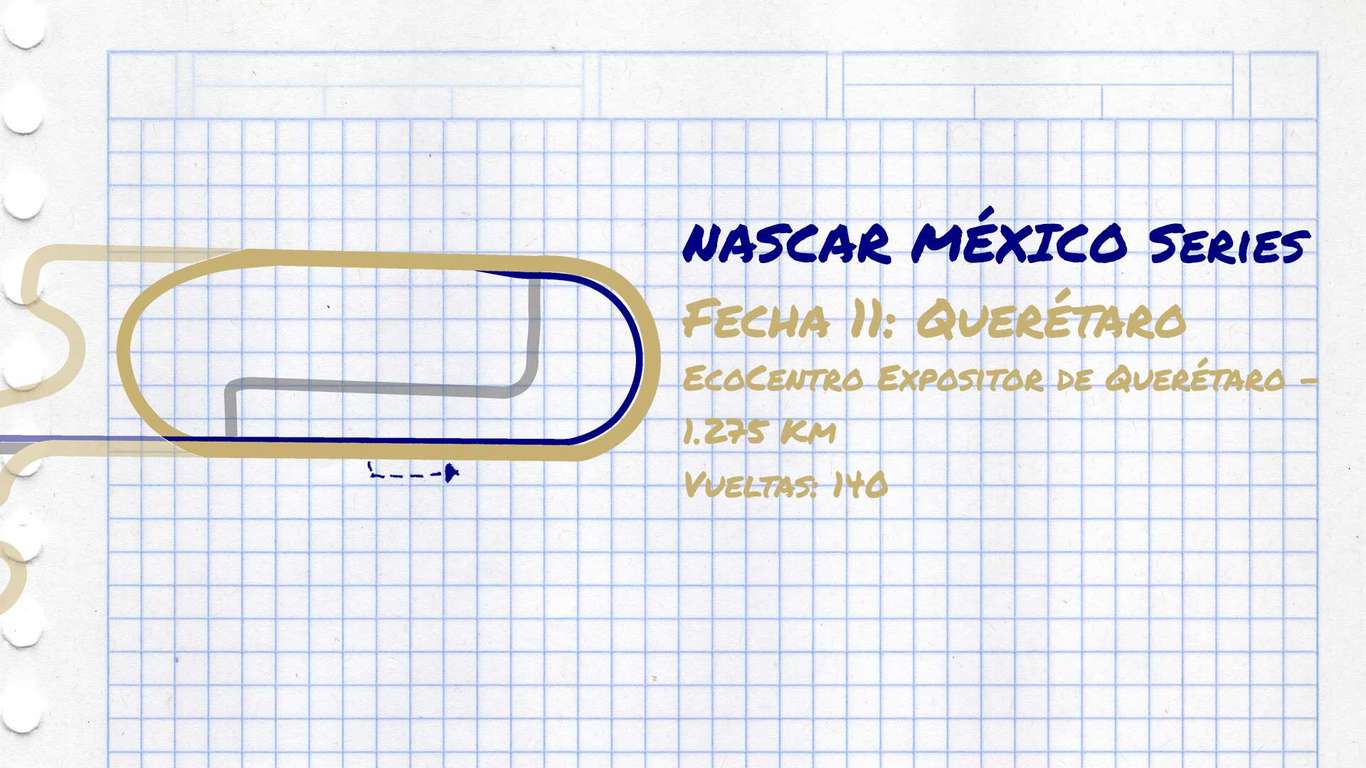 NASCAR MÉXICO Series
Fecha 11: Querétaro
EcoCentro Expositor de Querétaro -
1.275 Km
Vueltas: 140